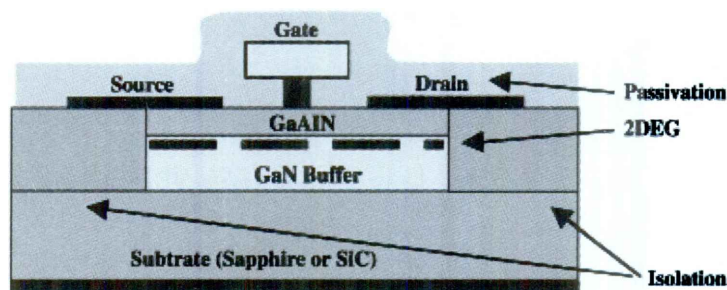 Gate
Source
Drain
Passivation
GaAlN
2DEG
GaN Buffer
Subtrate (Sapphire or SiC)
Isolation